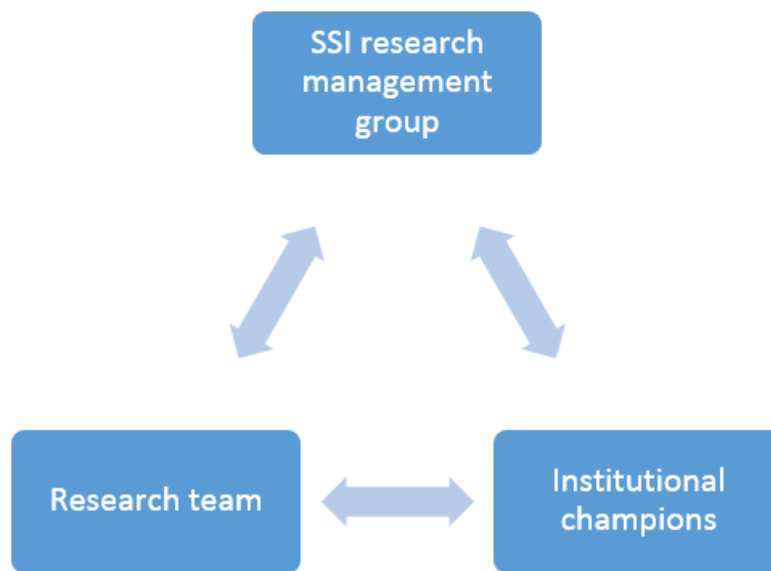 SSI research
management
group
Research team
Institutional
champions